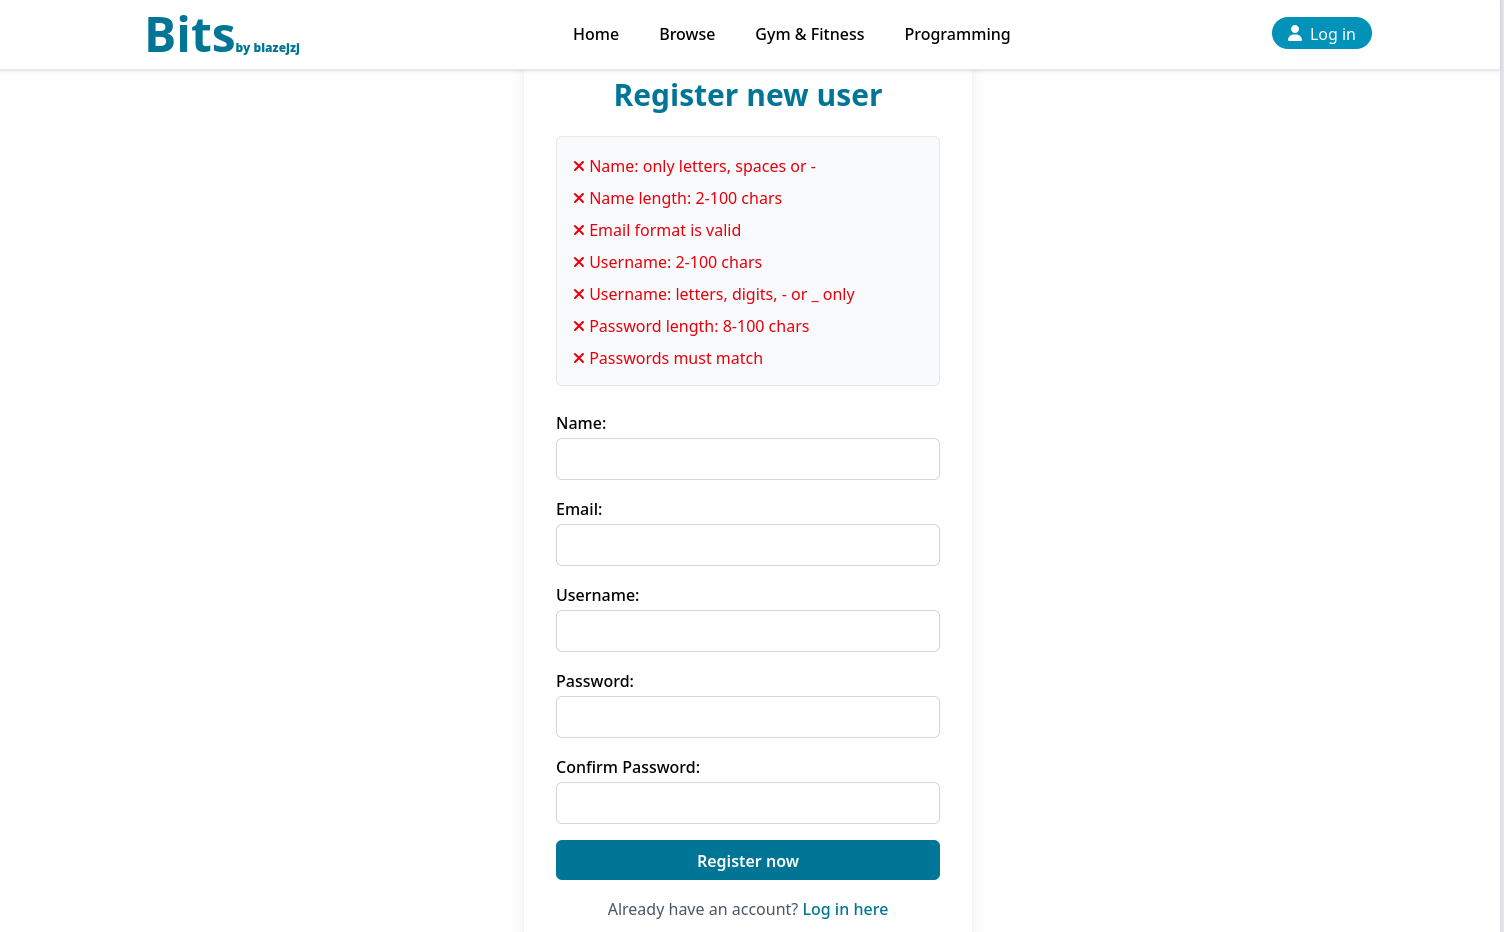 Bits by blazejzj
Home Browse Gym & Fitness Programming
Log in
Register new user
Name: only letters, spaces or -
Name length: 2-100 chars
Email format is valid
Username: 2-100 chars
Username: letters, digits, - or _ only
Password length: 8-100 chars
Passwords must match
Name:
Email:
Username:
Password:
Confirm Password:
Register now
Already have an account? Log in here